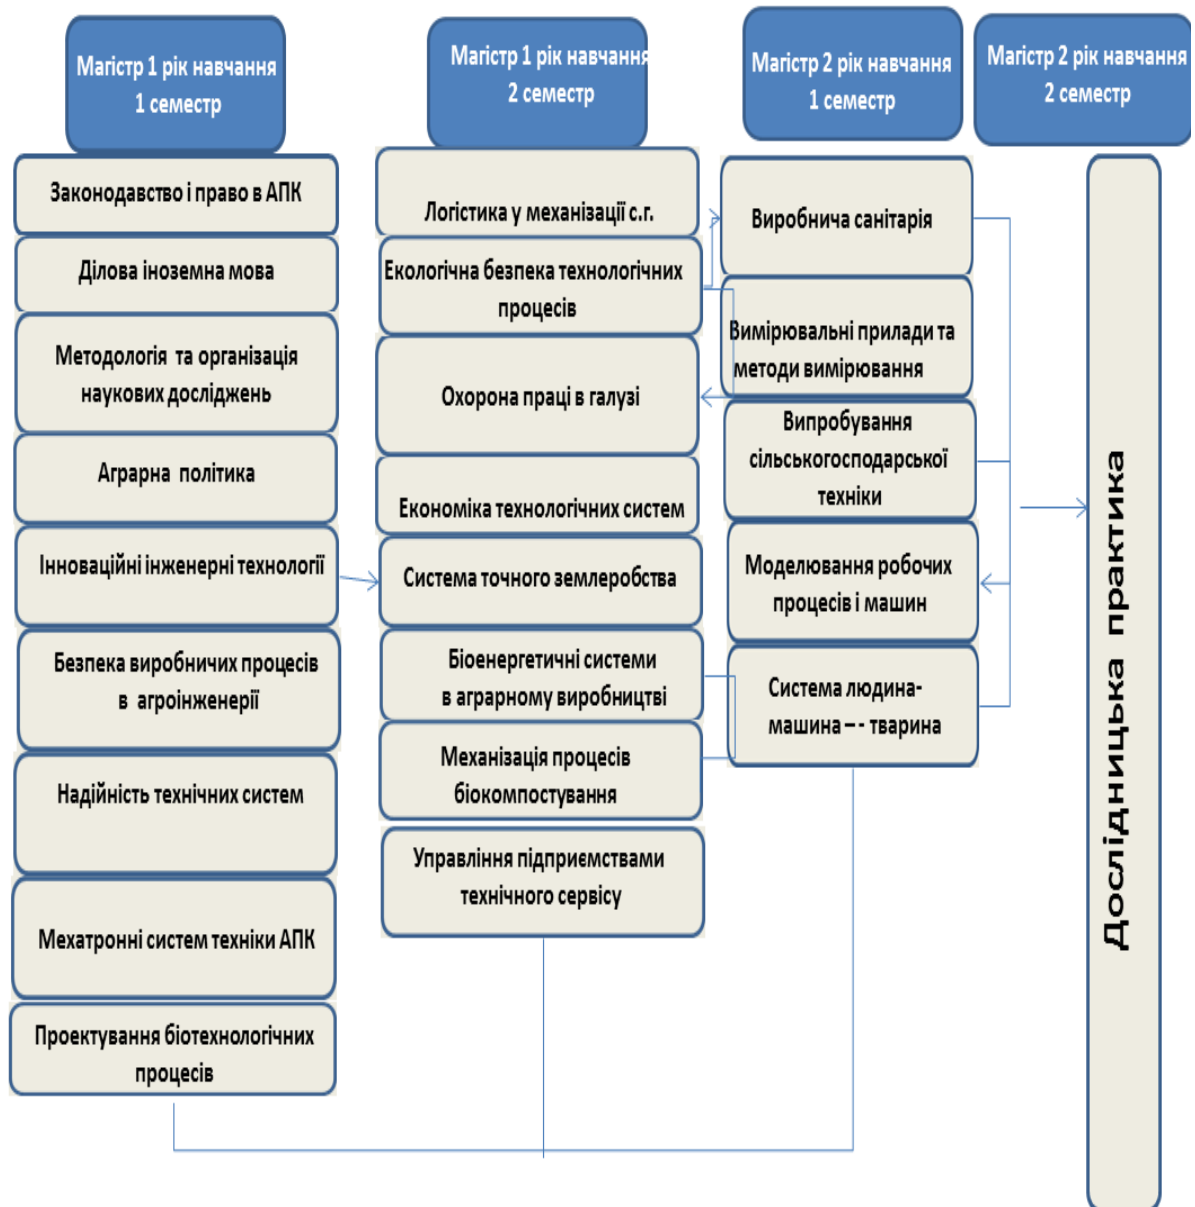 Магістр 1 рік навчання
1 семестр
Магістр 1 рік навчання
2 семестр
Магістр 2 рік навчання
1 семестр
Магістр 2 рік навчання
2 семестр
Законодавство і право в АПК
Ділова іноземна мова
Методологія та організація
наукових досліджень
Аграрна політика
Інноваційні інженерні технології
Безпека виробничих процесів
в агроінженерії
Надійність технічних систем
Мехатронні систем техніки АПК
Проектування біотехнологічних
процесів
Логістика у механізації с.г.
Екологічна безпека технологічних
процесів
Охорона праці в галузі
Економіка технологічних систем
Система точного землеробства
Біоенергетичні системи
в аграрному виробництві
Механізація процесів
біокомпостування
Управління підприємствами
технічного сервісу
Виробнича санітарія
Вимірювальні прилади та
методи вимірювання
Випробування
сільськогосподарської
техніки
Моделювання робочих
процесів і машин
Система людина-
машина – - тварина
Дослідницька практика